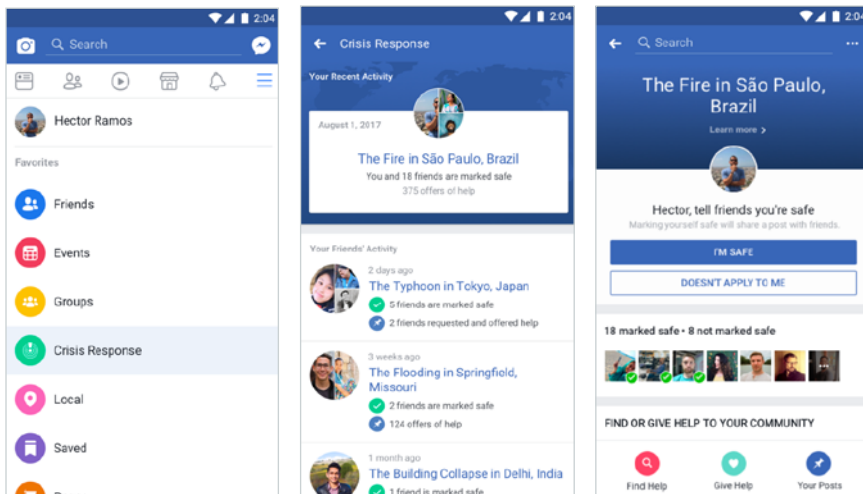 2:04
Search
Hector Ramos
Favorites
Friends
Events
Groups
Crisis Response
Local
Saved
2:04
Crisis Response
Your Recent Activity
August 1, 2017
The Fire in São Paulo, Brazil
You and 18 friends are marked safe
375 offers of help
Your Friends' Activity
2 days ago
The Typhoon in Tokyo, Japan
5 friends are marked safe
2 friends requested and offered help
3 weeks ago
The Flooding in Springfield,
Missouri
2 friends are marked safe
124 offers of help
1 month ago
The Building Collapse in Delhi, India
1 friend is marked safe
2:04
Search
The Fire in São Paulo,
Brazil
Learn more >
Hector, tell friends you're safe
Marking yourself safe will share a post with friends.
I'M SAFE
DOESN'T APPLY TO ME
18 marked safe • 8 not marked safe
FIND OR GIVE HELP TO YOUR COMMUNITY
Find Help
Give Help
Your Posts